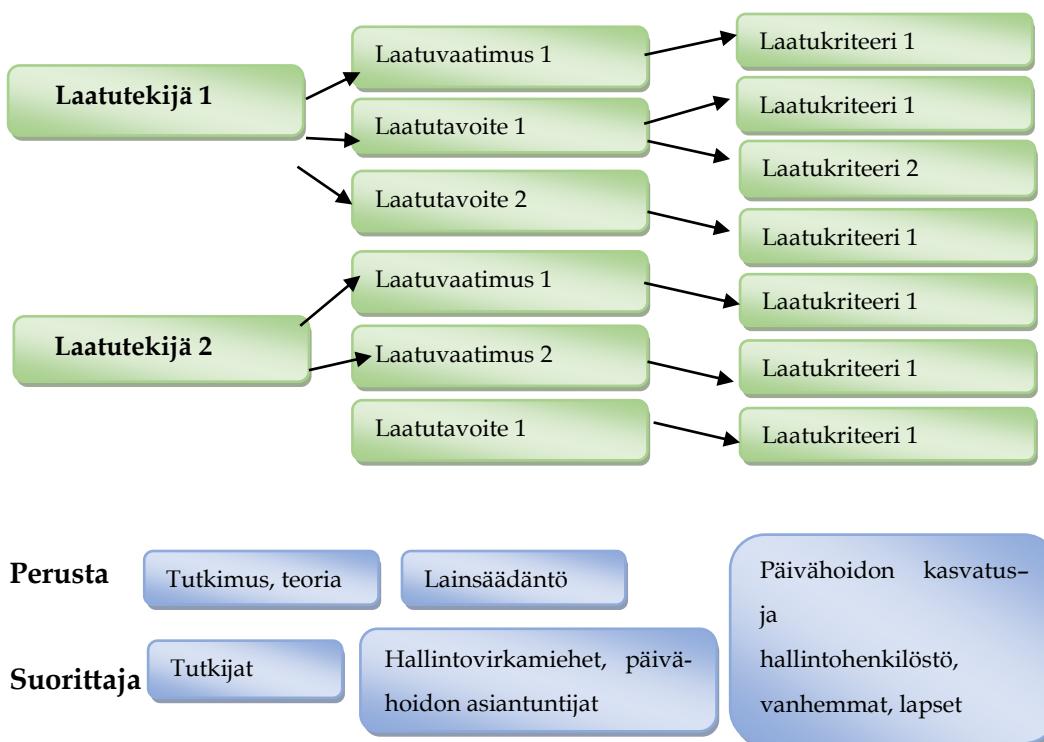 Laatutekijä 1
Laatuvaatimus 1
Laatukriteeri 1
Laatutavoite 1
Laatukriteeri 1
Laatukriteeri 2
Laatutavoite 2
Laatukriteeri 1
Laatutekijä 2
Laatuvaatimus 1
Laatukriteeri 1
Laatuvaatimus 2
Laatukriteeri 1
Laatutavoite 1
Laatukriteeri 1
Perusta
Tutkimus, teoria
Lainsäädäntö
Suorittaja
Tutkijat
Hallintovirkamiehet, päivä-
hoidon asiantuntijat
Päivähoidon kasvatus–
ja
hallintohenkilöstö,
vanhemmat, lapset